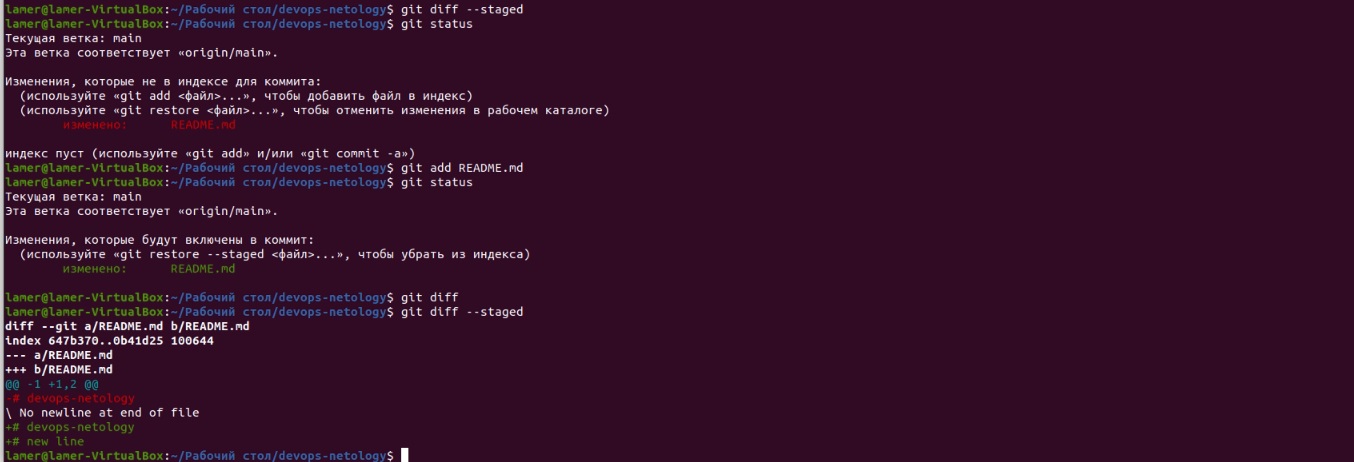 lamer@lamer-VirtualBox:~/Рабочий стол/devops-netology$ git diff --staged
lamer@lamer-VirtualBox:~/Рабочий стол/devops-netology$ git status
Текущая ветка: main
Эта ветка соответствует «origin/main».
Изменения, которые не в индексе для коммита:
  (используйте «git add <файл>...», чтобы добавить файл в индекс)
  (используйте «git restore <файл>...», чтобы отменить изменения в рабочем каталоге)
        изменено:      README.md
индекс пуст (используйте «git add» и/или «git commit -a»)
lamer@lamer-VirtualBox:~/Рабочий стол/devops-netology$ git add README.md
lamer@lamer-VirtualBox:~/Рабочий стол/devops-netology$ git status
Текущая ветка: main
Эта ветка соответствует «origin/main».
Изменения, которые будут включены в коммит:
  (используйте «git restore --staged <файл>...», чтобы убрать из индекса)
        изменено:      README.md
lamer@lamer-VirtualBox:~/Рабочий стол/devops-netology$ git diff
lamer@lamer-VirtualBox:~/Рабочий стол/devops-netology$ git diff --staged
diff --git a/README.md b/README.md
index 647b370..0b41d25 100644
--- a/README.md
+++ b/README.md
@@ -1 +1,2 @@
-# devops-netology
\ No newline at end of file
+# devops-netology
+# new line
lamer@lamer-VirtualBox:~/Рабочий стол/devops-netology$